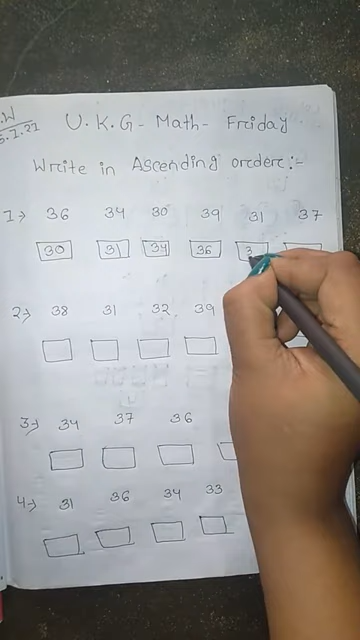 U.K.G - Math - Friday
Write in Ascending order:-
1→ 36 34 30 39 31 37
30 31 34 36 3
2→ 38 31 32 39
3→ 34 37 36
4→ 31 36 34 33